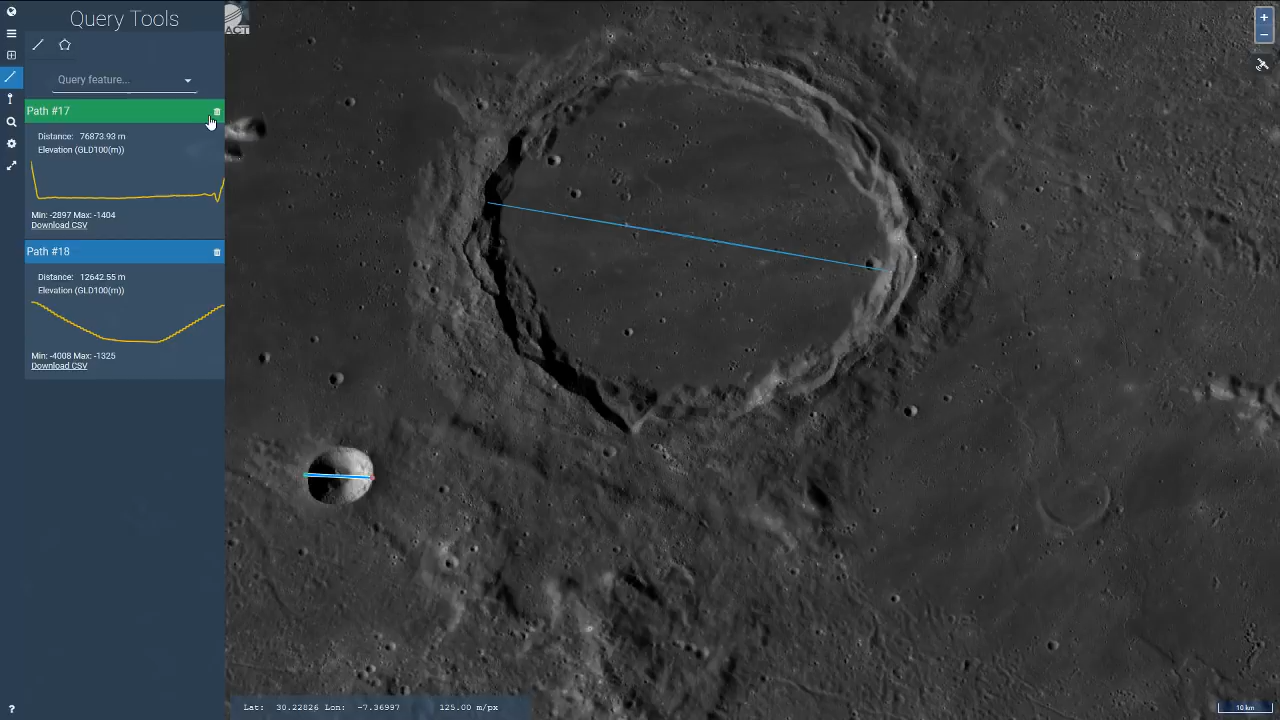 Query Tools
ACT
Query feature...
Path #17
Distance: 76873.93 m
Elevation (GLD100(m))
Min: -2897 Max: -1404
Download CSV
Path #18
Distance: 12642.55 m
Elevation (GLD100(m))
Min: -4008 Max: -1325
Download CSV
+
−
?
Lat: 30.22826 Lon: -7.36997 125.00 m/px
10 km